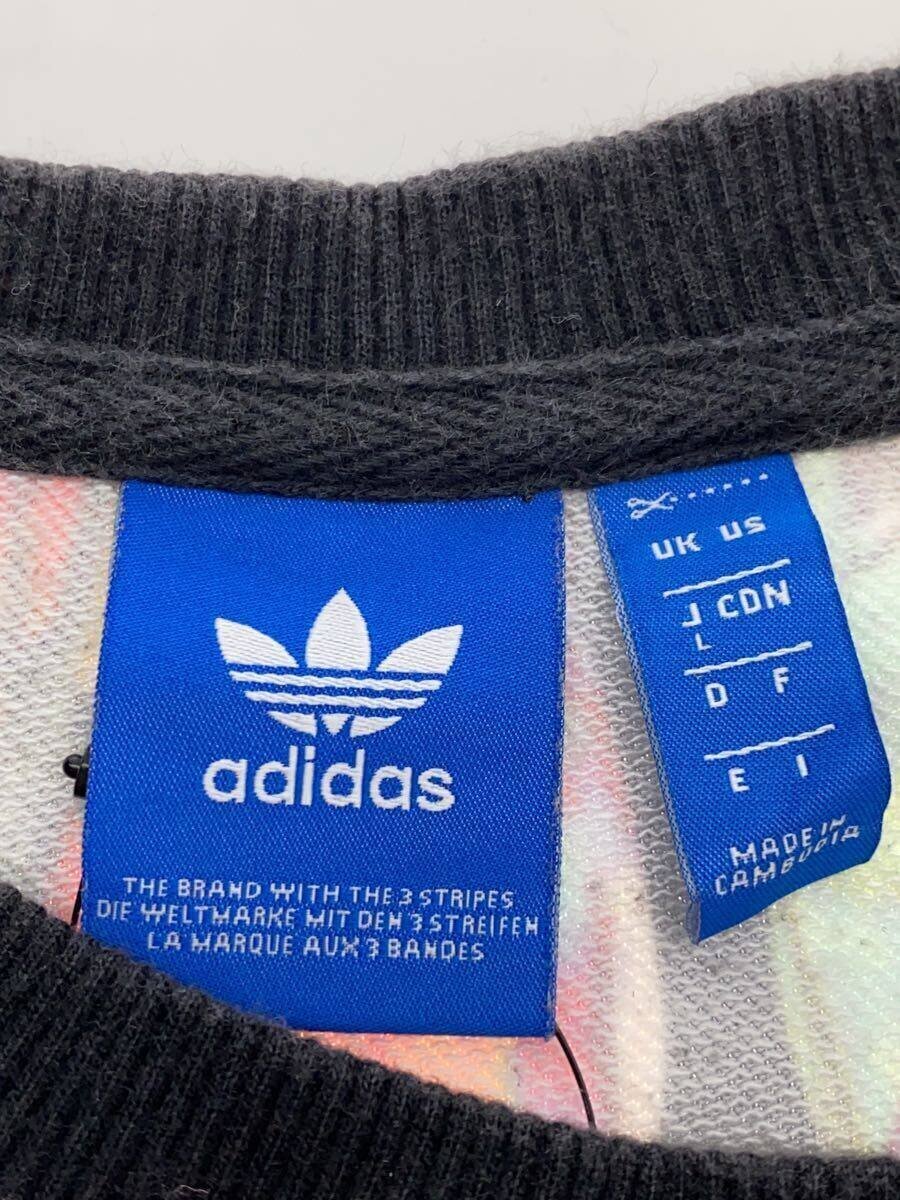 adidas
THE BRAND WITH THE 3 STRIPES
DIE WELTMARKE MIT DEN 3 STREIFEN
LA MARQUE AUX 3 BANDES
UK US
J CDN
L
D F
E I
MADE IN
CAMBODIA